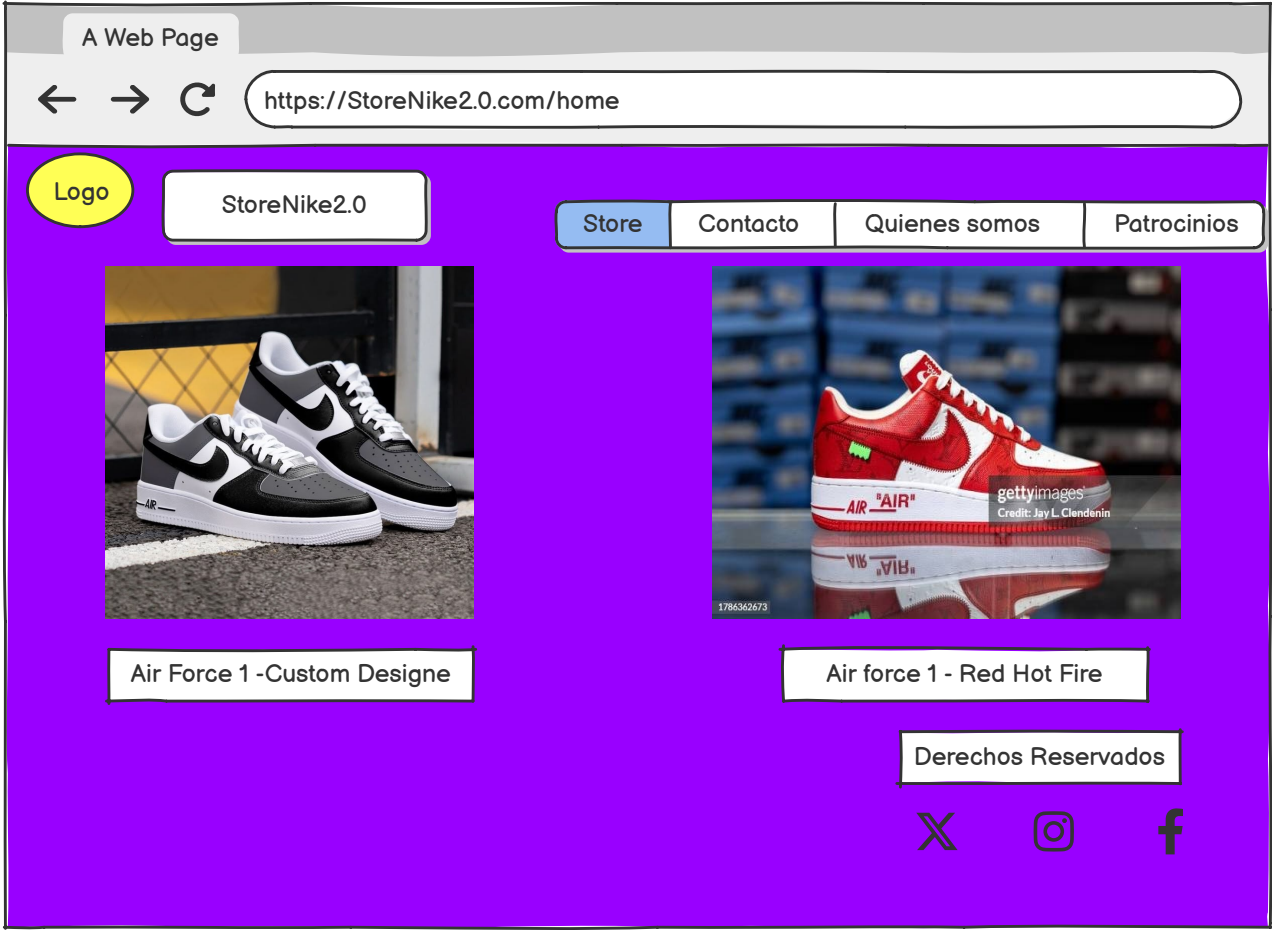 A Web Page
https://StoreNike2.0.com/home
Logo
StoreNike2.0
Store
Contacto
Quienes somos
Patrocinios
AIR
AIR "AIR"
gettyimages
Credit: Jay L. Clendenin
1786362673
Air Force 1 -Custom Designe
Air force 1 - Red Hot Fire
Derechos Reservados